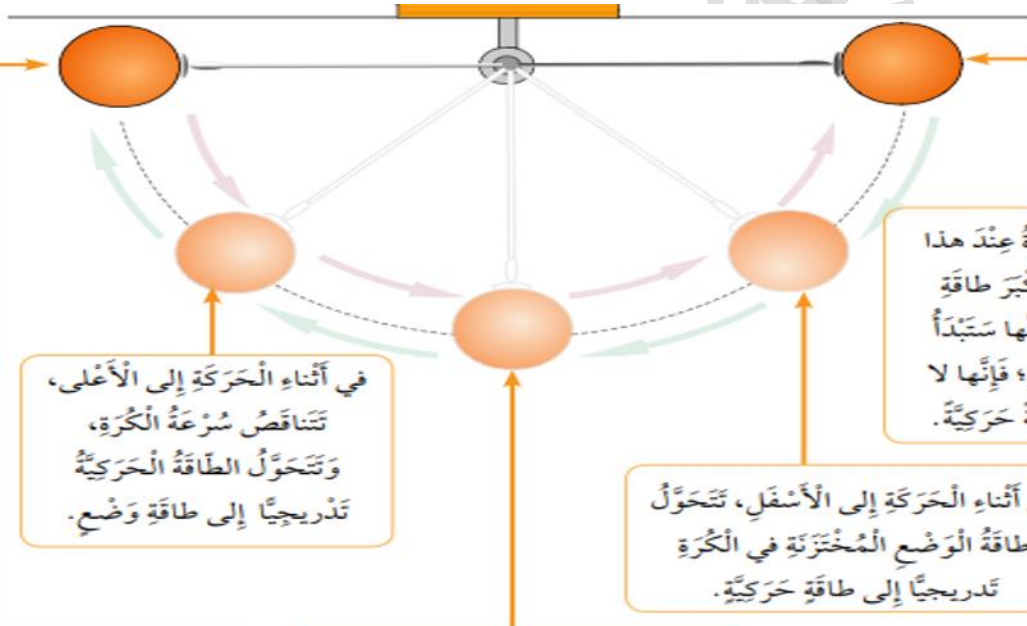 عِنْدَ هذا
طاقَةِ
سَتَبْدَأُ
؛ فَإِنَّها لا
حَرَكِيَّةً.
أَثْناءِ الْحَرَكَةِ إِلى الْأَسْفَلِ، تَتَحَوَّلُ
طاقَةُ الْوَضْعِ الْمُخْتَزَنَةِ في الْكُرَةِ
تَدريجيًّا إِلى طاقَةٍ حَرَكِيَّةٍ.
في أَثْناءِ الْحَرَكَةِ إِلى الْأَعْلى،
تَتَناقَصُ سُرْعَةُ الْكُرَةِ،
وَتَتَحَوَّلُ الطّاقَةُ الْحَرَكِيَّةُ
تَدْريجِيًّا إِلى طاقَةِ وَضْعٍ.